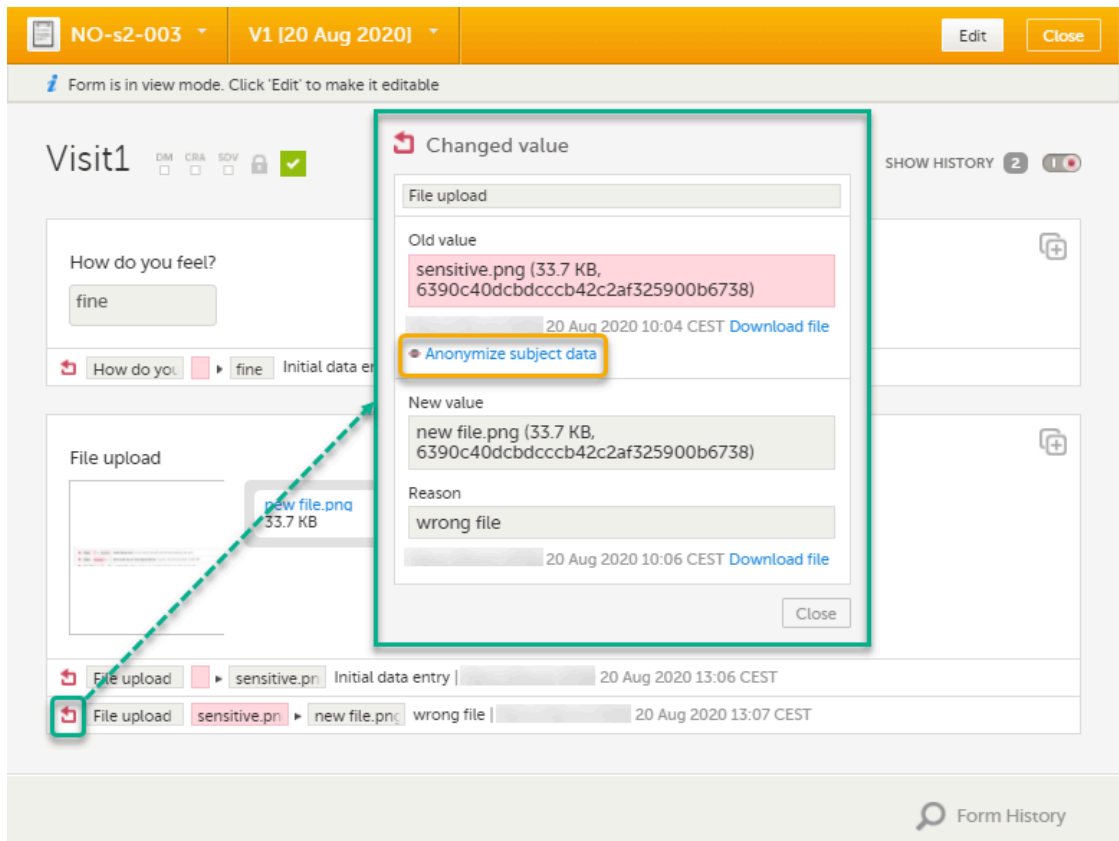 NO-s2-003
V1 [20 Aug 2020]
Edit
Close
i Form is in view mode. Click 'Edit' to make it editable
Visit1
DM CRA SDV
SHOW HISTORY 2
How do you feel?
fine
How do you fine Initial data
File upload
new file.png
33.7 KB
File upload sensitive.pn Initial data entry | 20 Aug 2020 13:06 CEST
File upload sensitive.pn new file.png wrong file | 20 Aug 2020 13:07 CEST
Changed value
File upload
Old value
sensitive.png (33.7 KB,
6390c40dcbdcccb42c2af325900b6738)
20 Aug 2020 10:04 CEST Download file
Anonymize subject data
New value
new file.png (33.7 KB,
6390c40dcbdcccb42c2af325900b6738)
Reason
wrong file
20 Aug 2020 10:06 CEST Download file
Close
Form History